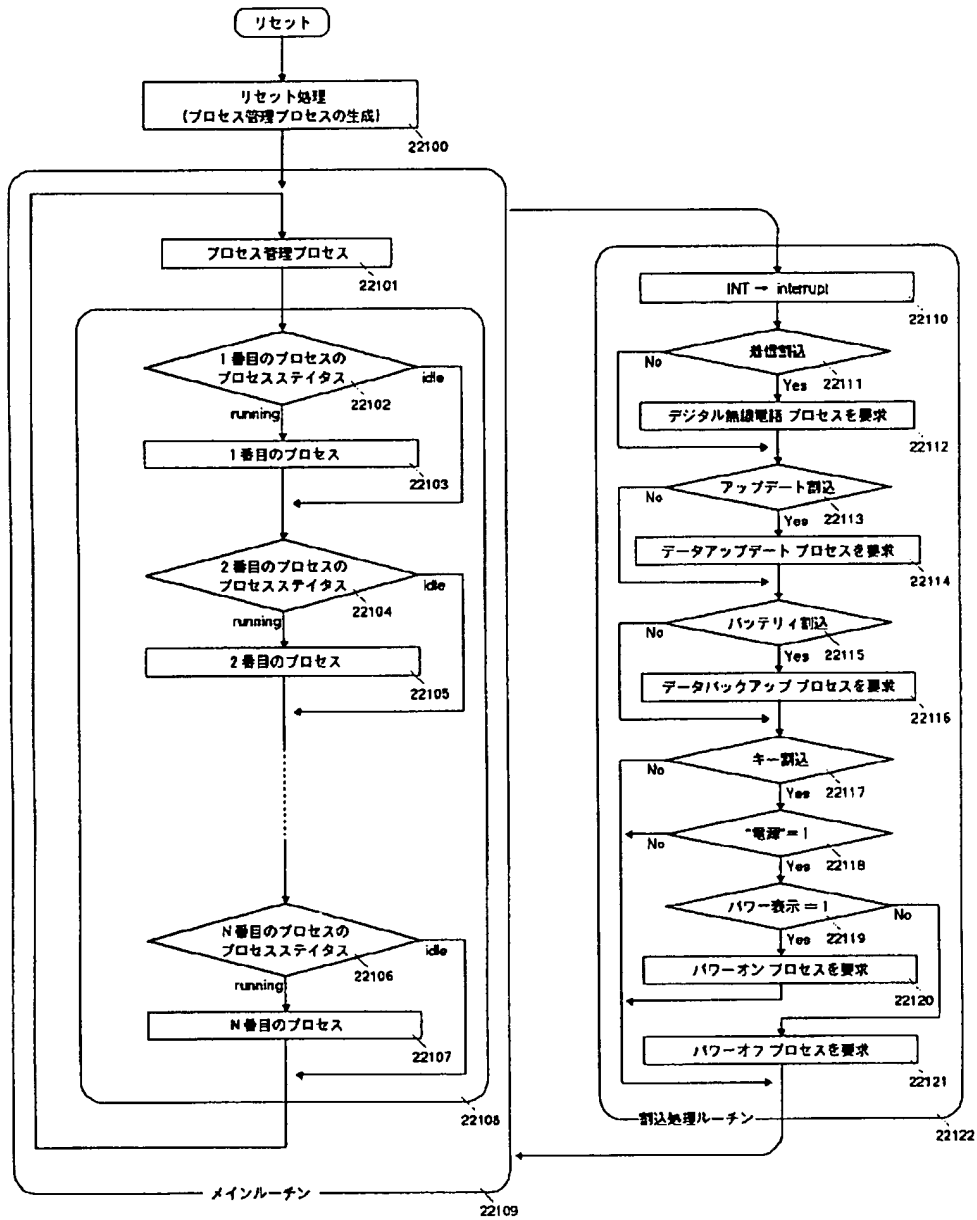 リセット
リセット処理
(プロセス管理プロセスの生成)
22100
プロセス管理プロセス
22101
1番目のプロセスの
プロセスステイタス
idle
22102
running
1番目のプロセス
22103
2番目のプロセスの
プロセスステイタス
idle
22104
running
2番目のプロセス
22105
N番目のプロセスの
プロセスステイタス
idle
22106
running
N番目のプロセス
22107
22108
メインルーチン
22109
INT → interrupt
22110
着信割込
No
22111
Yes
デジタル無線電話 プロセスを要求
22112
アップデート割込
No
Yes
22113
データアップデート プロセスを要求
22114
バッテリィ割込
No
22115
Yes
データバックアップ プロセスを要求
22116
キー割込
No
Yes
22117
"電源"=1
No
Yes
22118
パワー表示=1
No
Yes
22119
パワーオン プロセスを要求
22120
パワーオフ プロセスを要求
22121
割込処理ルーチン
22122